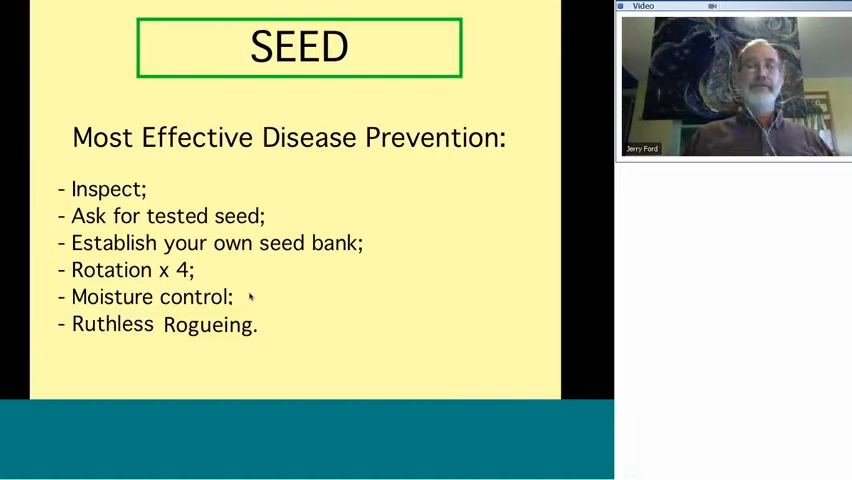 SEED
Most Effective Disease Prevention:
- Inspect;
- Ask for tested seed;
- Establish your own seed bank;
- Rotation x 4;
- Moisture control;
- Ruthless Rogueing.
Video
Jerry Ford